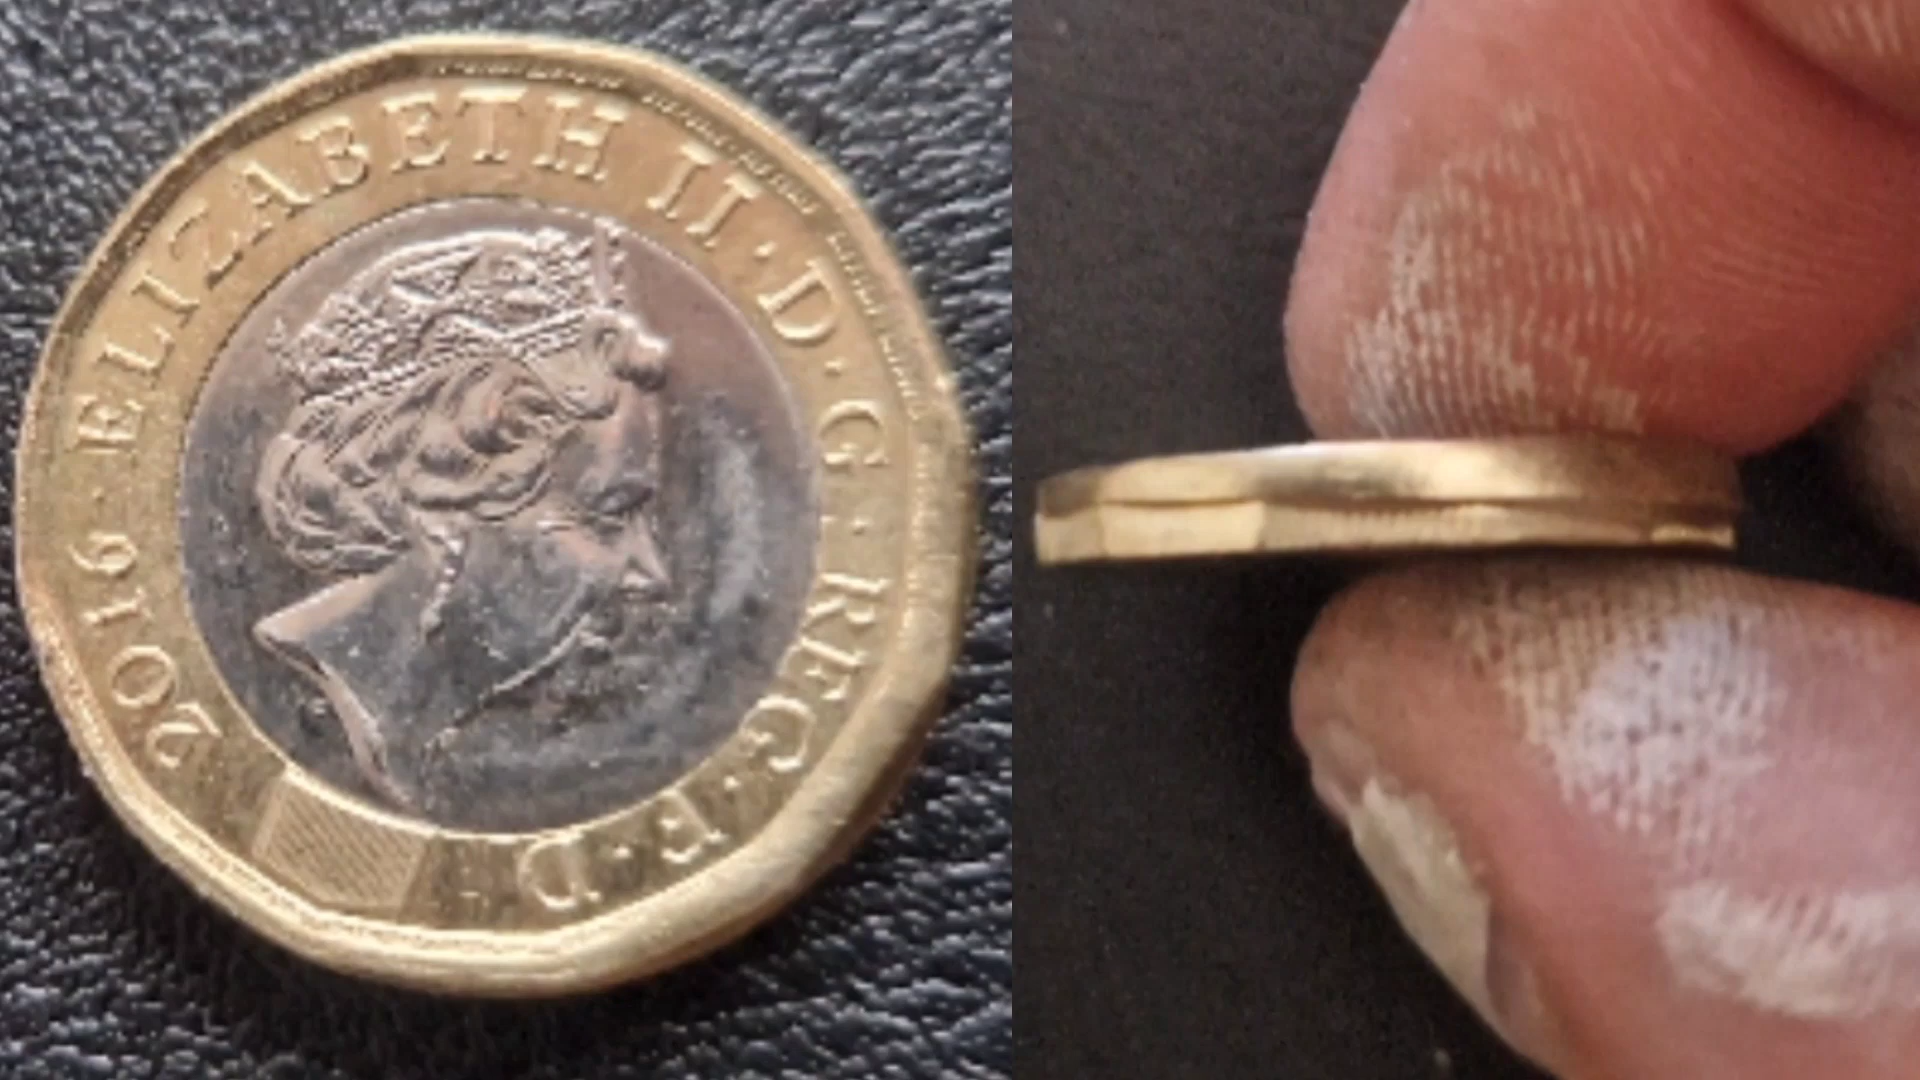 2016 · ELIZABETH II · D · G · REG · F · D ·